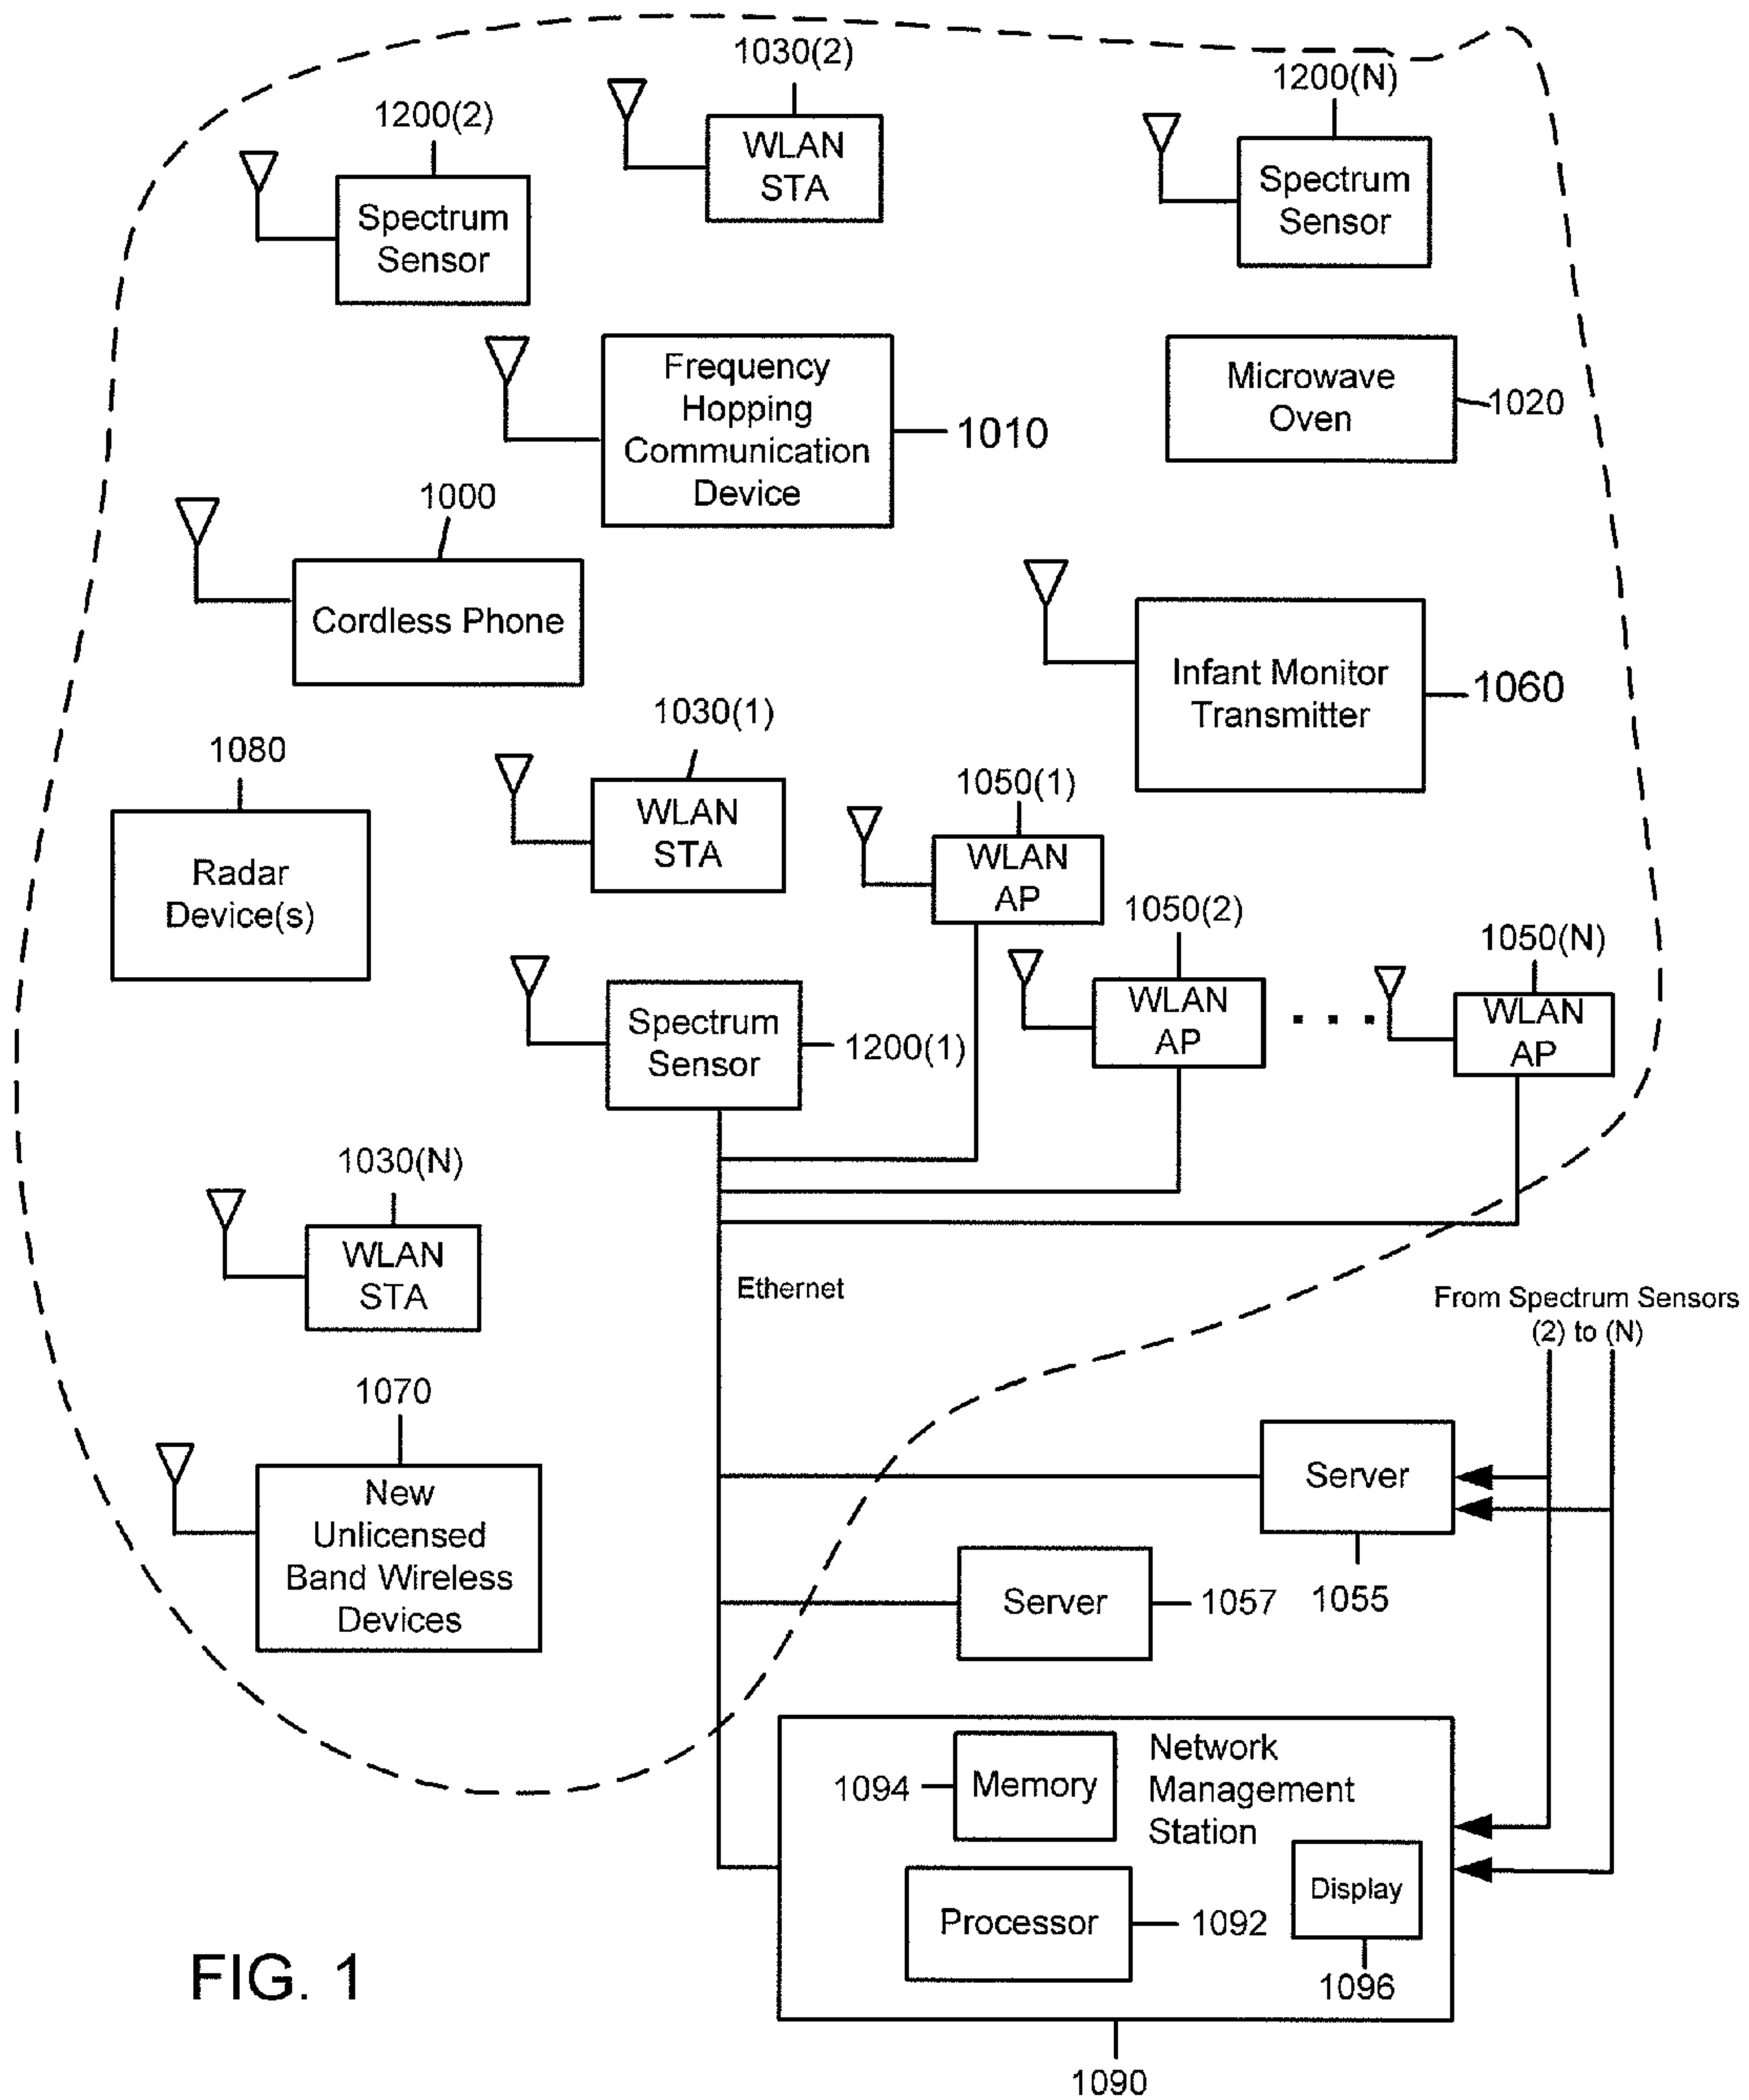 1030(2)
1200(N)
1200(2)
WLAN
STA
Spectrum
Sensor
Spectrum
Sensor
Frequency
Hopping
Communication
Device
1010
Microwave
Oven
1020
1000
Cordless Phone
Infant Monitor
Transmitter
1060
1030(1)
1080
WLAN
STA
1050(1)
WLAN
AP
Radar
Device(s)
1050(2)
WLAN
AP
1050(N)
WLAN
AP
. . .
Spectrum
Sensor
1200(1)
1030(N)
WLAN
STA
Ethernet
From Spectrum Sensors
(2) to (N)
1070
New
Unlicensed
Band Wireless
Devices
Server
1055
Server
1057
Network
Management
Station
1094
Memory
Display
Processor
1092
1096
FIG. 1
1090